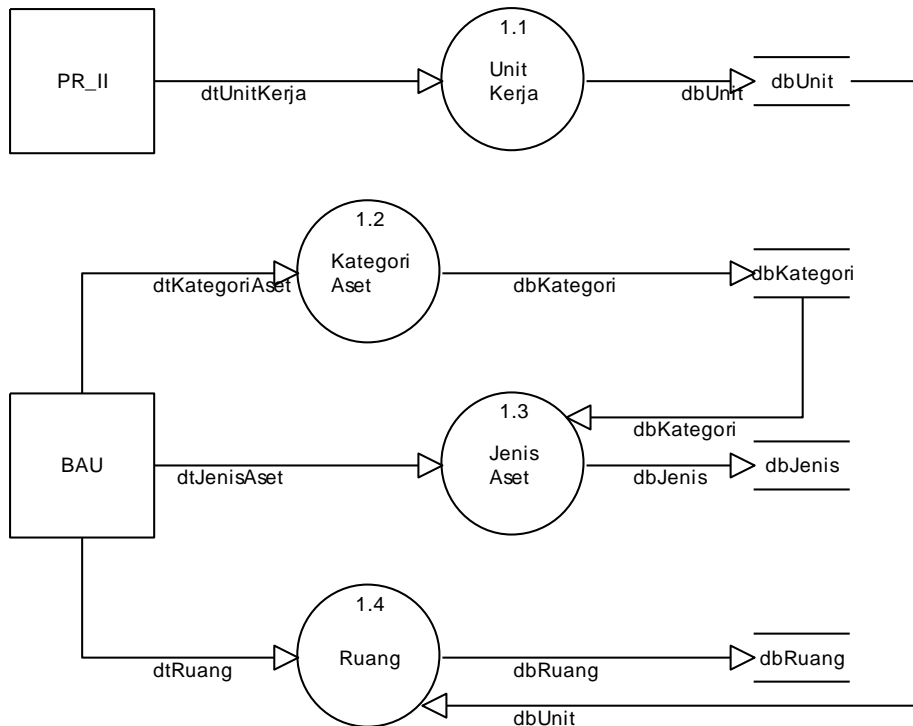 1.1
PR_II
Unit
Kerja
dbUnit
dtUnitKerja
dbUnit
1.2
Kategori
Aset
dbKategori
dtKategoriAset
dbKategori
1.3
dbKategori
BAU
Jenis
Aset
dbJenis
dtJenisAset
dbJenis
1.4
Ruang
dbRuang
dtRuang
dbRuang
dbUnit